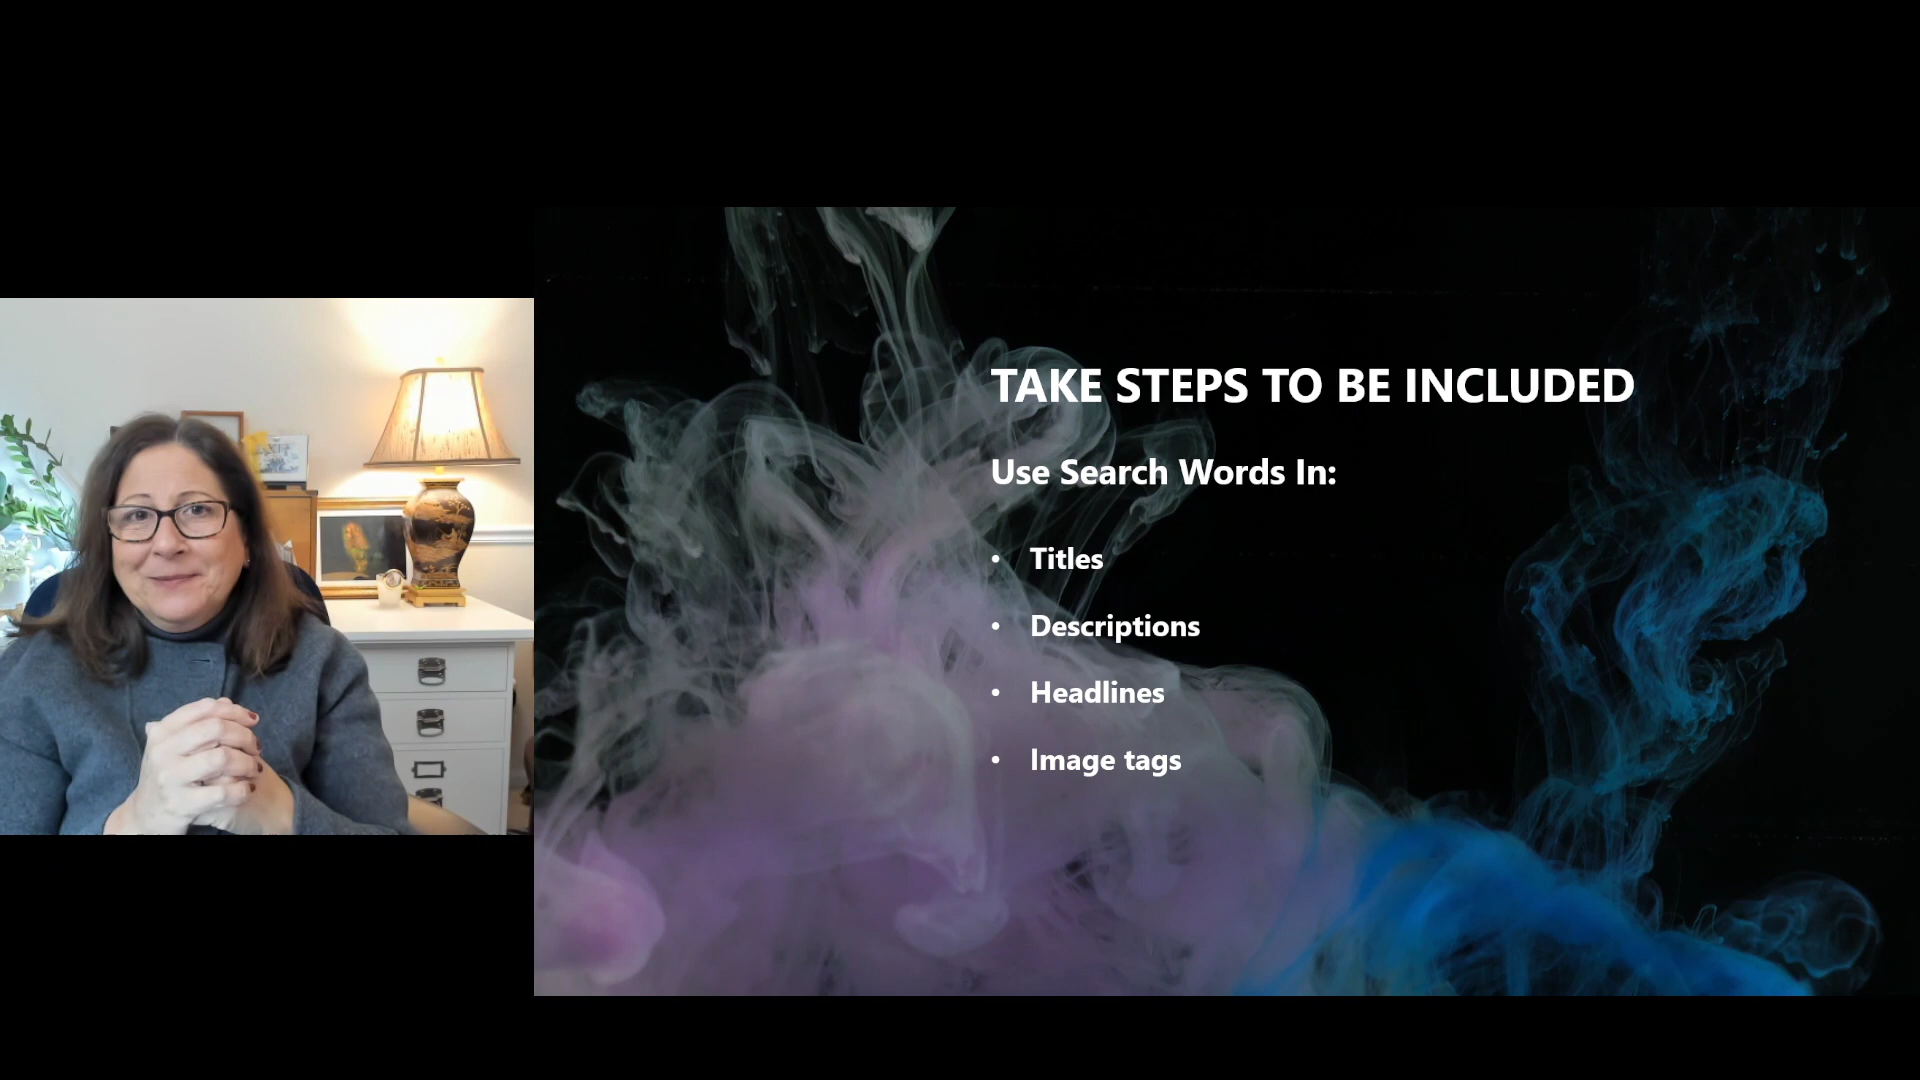 TAKE STEPS TO BE INCLUDED
Use Search Words In:
• Titles
• Descriptions
• Headlines
• Image tags